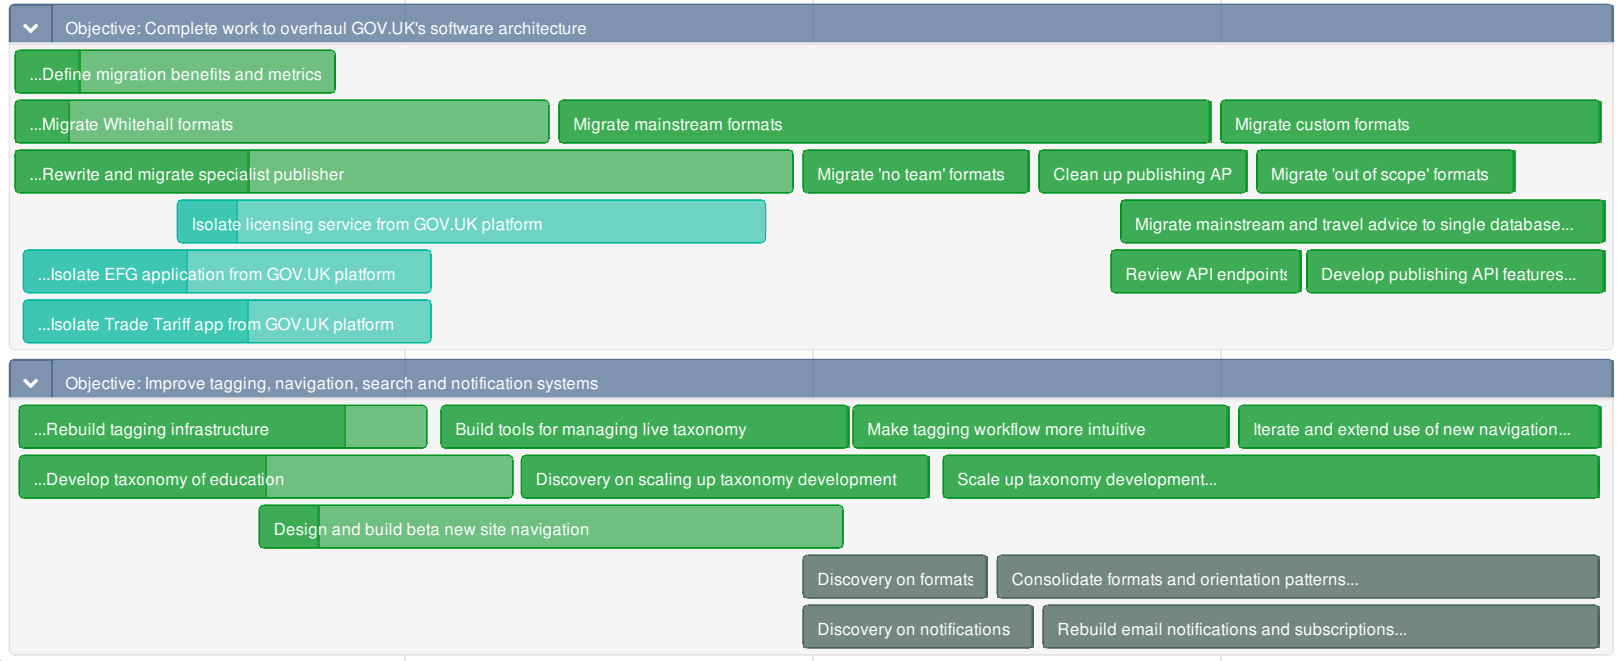 Objective: Complete work to overhaul GOV.UK's software architecture
...Define migration benefits and metrics
...Migrate Whitehall formats
Migrate mainstream formats
Migrate custom formats
...Rewrite and migrate specialist publisher
Migrate 'no team' formats
Clean up publishing AP
Migrate 'out of scope' formats
Isolate licensing service from GOV.UK platform
Migrate mainstream and travel advice to single database...
...Isolate EFG application from GOV.UK platform
Review API endpoints
Develop publishing API features...
...Isolate Trade Tariff app from GOV.UK platform
Objective: Improve tagging, navigation, search and notification systems
...Rebuild tagging infrastructure
Build tools for managing live taxonomy
Make tagging workflow more intuitive
Iterate and extend use of new navigation...
...Develop taxonomy of education
Discovery on scaling up taxonomy development
Scale up taxonomy development...
Design and build beta new site navigation
Discovery on formats
Consolidate formats and orientation patterns...
Discovery on notifications
Rebuild email notifications and subscriptions...